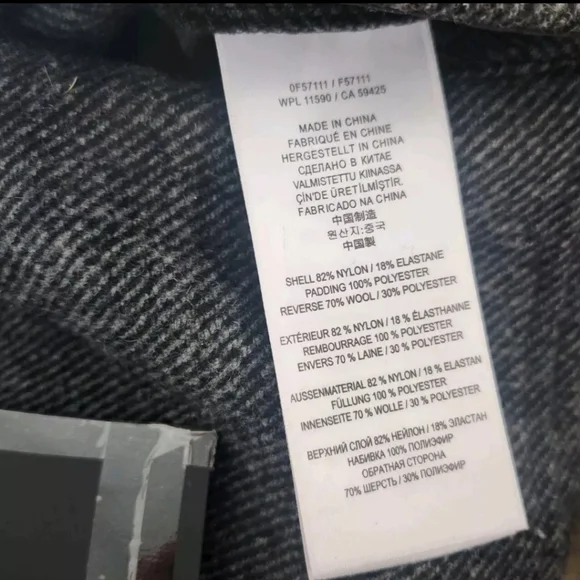 0F57111 / F57111
WPL 11590 / CA 59425
MADE IN CHINA
FABRIQUÉ EN CHINE
HERGESTELLT IN CHINA
СДЕЛАНО В КИТАЕ
VALMISTETTU KIINASSA
ÇIN'DE ÜRETİLMİŞTİR.
FABRICADO NA CHINA
中国制造
원산지:중국
中国製
SHELL 82% NYLON / 18% ELASTANE
PADDING 100% POLYESTER
REVERSE 70% WOOL / 30% POLYESTER
EXTÉRIEUR 82 % NYLON / 18 % ÉLASTHANNE
REMBOURRAGE 100 % POLYESTER
ENVERS 70 % LAINE / 30 % POLYESTER
AUSSENMATERIAL 82 % NYLON / 18 % ELASTAN
FÜLLUNG 100 % POLYESTER
INNENSEITE 70 % WOLLE / 30 % POLYESTER
ВЕРХНИЙ СЛОЙ 82% НЕЙЛОН / 18% ЭЛАСТАН
НАБИВКА 100% ПОЛИЭФИР
ОБРАТНАЯ СТОРОНА
70% ШЕРСТЬ / 30% ПОЛИЭФИР